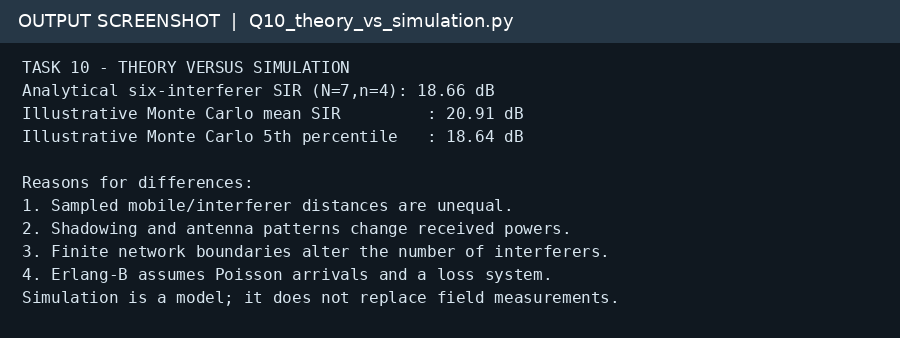 OUTPUT SCREENSHOT | Q10_theory_vs_simulation.py
TASK 10 - THEORY VERSUS SIMULATION
Analytical six-interferer SIR (N=7,n=4): 18.66 dB
Illustrative Monte Carlo mean SIR         : 20.91 dB
Illustrative Monte Carlo 5th percentile   : 18.64 dB
Reasons for differences:
1. Sampled mobile/interferer distances are unequal.
2. Shadowing and antenna patterns change received powers.
3. Finite network boundaries alter the number of interferers.
4. Erlang-B assumes Poisson arrivals and a loss system.
Simulation is a model; it does not replace field measurements.